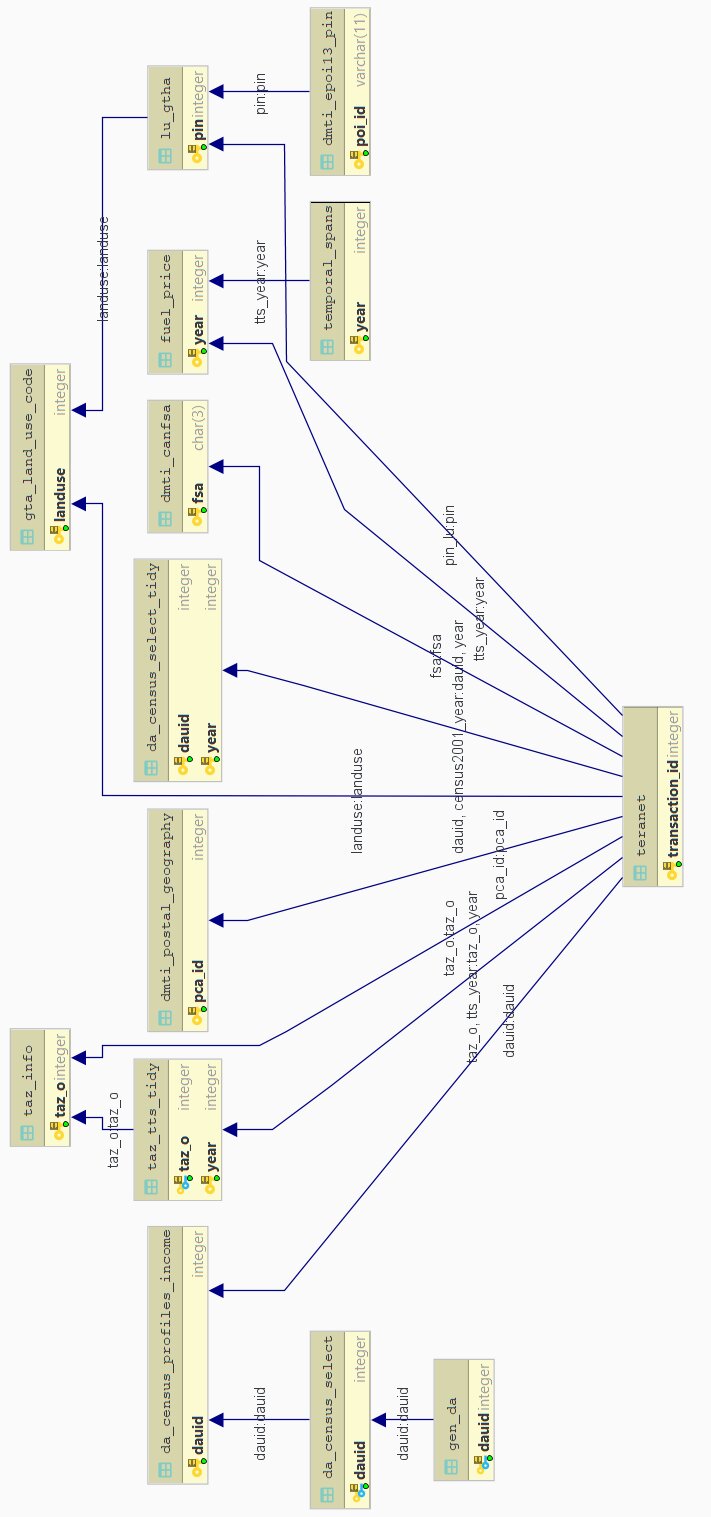 dmti_epoi13_pin
poi_id varchar(11)
temporal_spans
year integer
lu_gtha
pin integer
fuel_price
year integer
dmti_canfsa
fsa char(3)
da_census_select_tidy
dauid integer
year integer
gta_land_use_code
landuse integer
dmti_postal_geography
pca_id integer
taz_info
taz_o integer
taz_tts_tidy
taz_o integer
year integer
da_census_profiles_income
dauid integer
da_census_select
dauid integer
gen_da
dauid integer
teranet
transaction_id integer
pin:pin
landuse:landuse
tts_year:year
pin_lu:pin
tts_year:year
fsa:fsa
dauid, census2001_year:dauid, year
landuse:landuse
pca_id:pca_id
taz_o:taz_o
taz_o, tts_year:taz_o, year
dauid:dauid
taz_o:taz_o
dauid:dauid
dauid:dauid